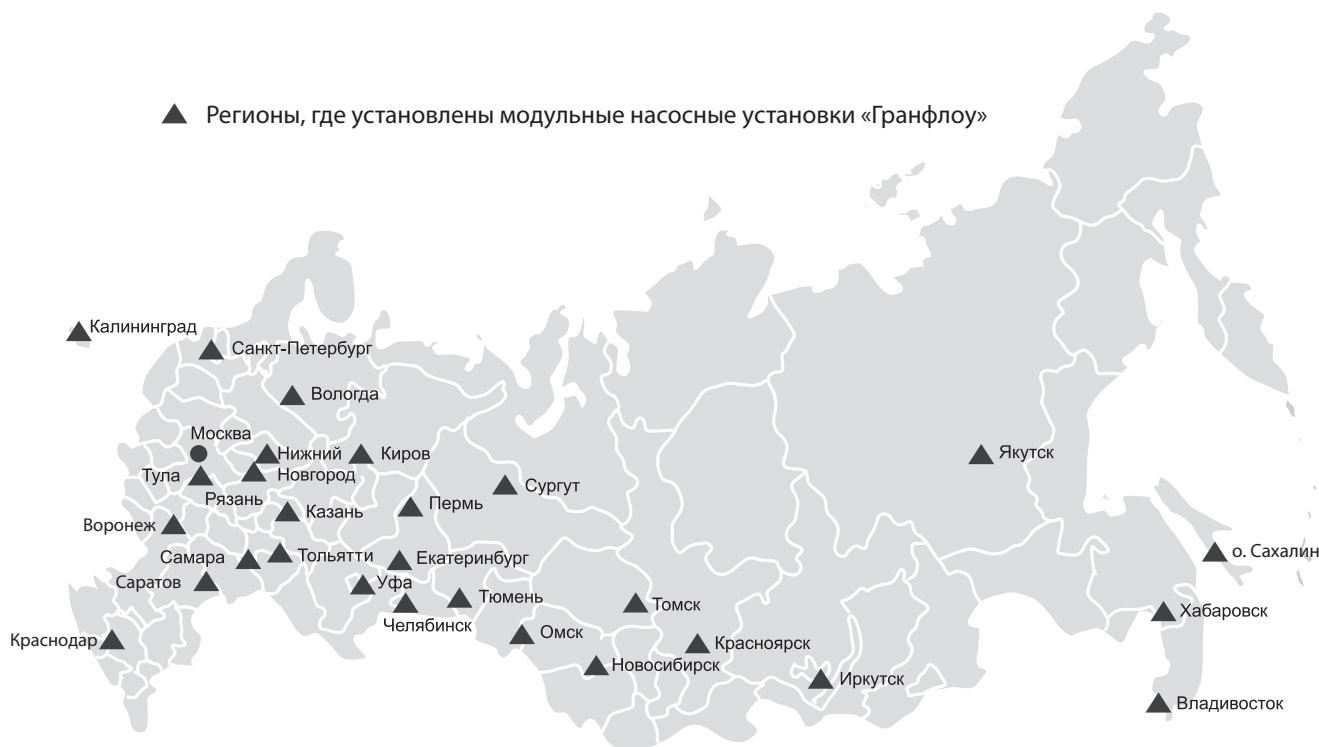 Регионы, где установлены модульные насосные установки «Гранфлоу»
Калининград
Санкт-Петербург
Вологда
Москва
Нижний
Новгород
Киров
Якутск
Тула
Рязань
Сургут
Пермь
Казань
Воронеж
Самара
Тольятти
Екатеринбург
о. Сахалин
Саратов
Уфа
Тюмень
Томск
Хабаровск
Челябинск
Омск
Краснодар
Красноярск
Новосибирск
Иркутск
Владивосток